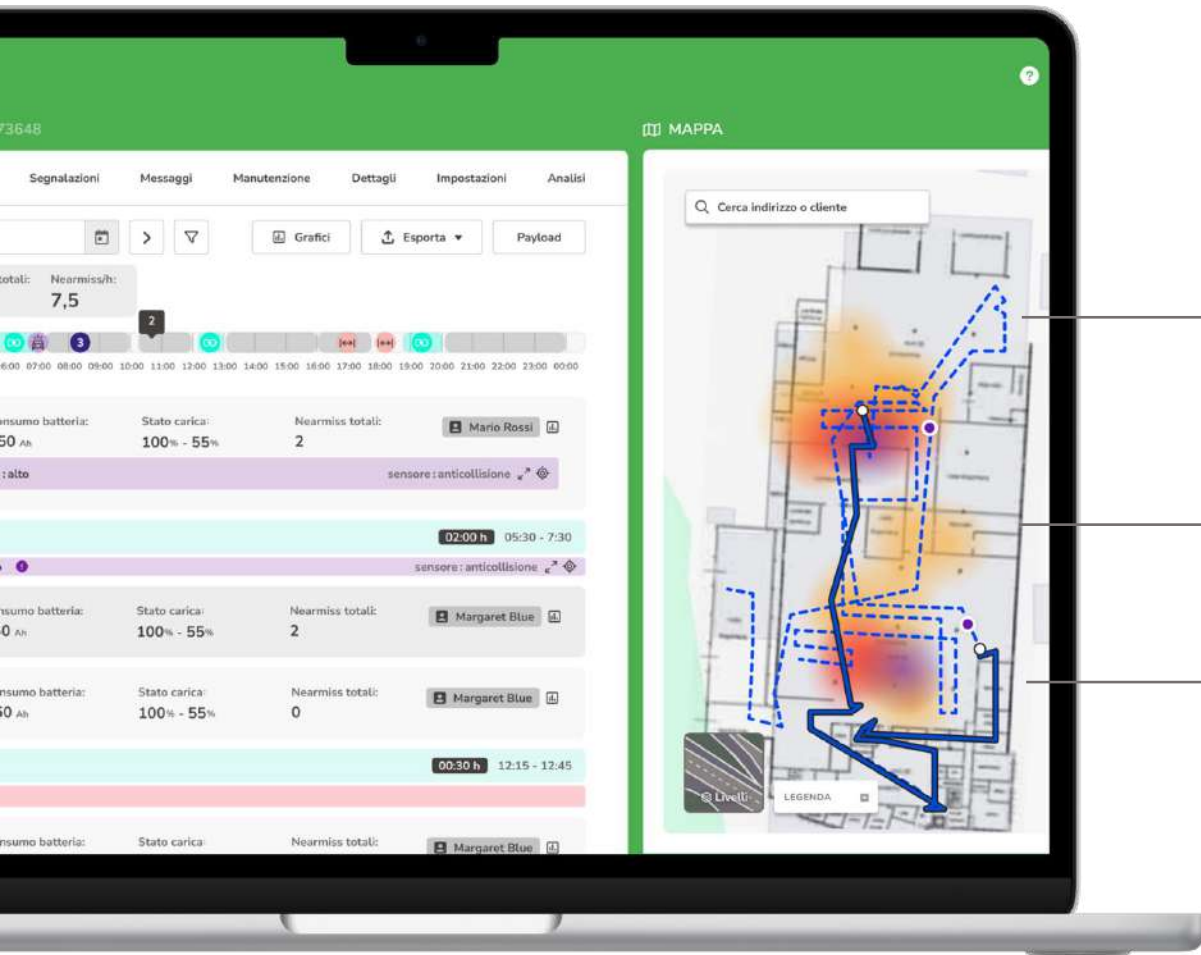 73648
MAPPA
Segnalazioni Messaggi Manutenzione Dettagli Impostazioni Analisi
Cerca indirizzo o cliente
Grafici Esporta Payload
totali: Nearmiss/h:
7,5
2
3
6:00 07:00 08:00 09:00 10:00 11:00 12:00 13:00 14:00 15:00 16:00 17:00 18:00 19:00 20:00 21:00 22:00 23:00 00:00
onsumo batteria: Stato carica: Nearmiss totali:
50 Ah 100% - 55% 2 Mario Rossi
: alto sensore : anticollisione
02:00 h 05:30 - 7:30
sensore : anticollisione
nsumo batteria: Stato carica: Nearmiss totali:
0 Ah 100% - 55% 2 Margaret Blue
nsumo batteria: Stato carica: Nearmiss totali:
50 Ah 100% - 55% 0 Margaret Blue
00:30 h 12:15 - 12:45
nsumo batteria: Stato carica: Nearmiss totali:
Margaret Blue
Livelli
LEGENDA